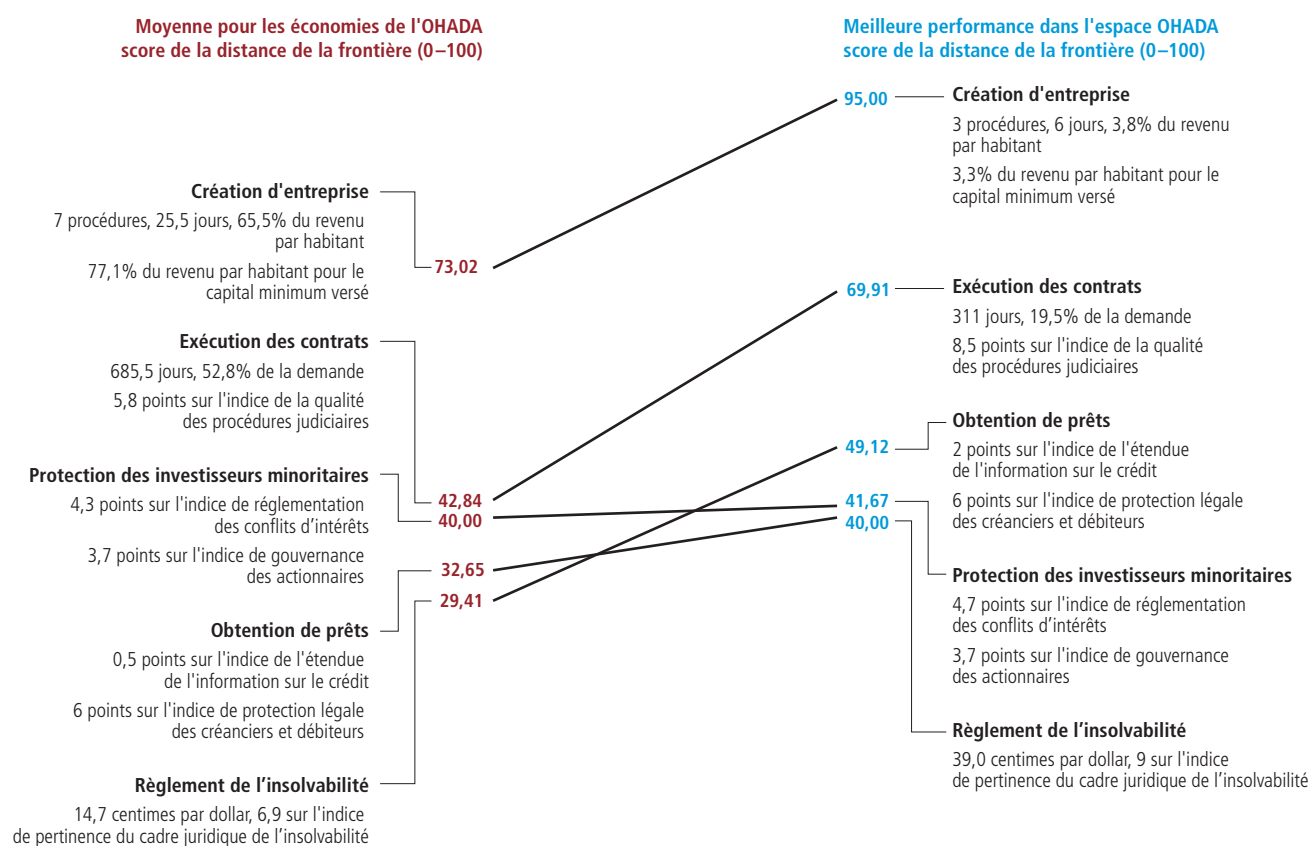 Moyenne pour les économies de l'OHADA
score de la distance de la frontière (0–100)
Création d'entreprise
7 procédures, 25,5 jours, 65,5% du revenu
par habitant
77,1% du revenu par habitant pour le
capital minimum versé
73,02
Exécution des contrats
685,5 jours, 52,8% de la demande
5,8 points sur l'indice de la qualité
des procédures judiciaires
Protection des investisseurs minoritaires
4,3 points sur l'indice de réglementation
des conflits d’intérêts
3,7 points sur l'indice de gouvernance
des actionnaires
42,84
40,00
32,65
29,41
Obtention de prêts
0,5 points sur l'indice de l'étendue
de l'information sur le crédit
6 points sur l'indice de protection légale
des créanciers et débiteurs
Règlement de l’insolvabilité
14,7 centimes par dollar, 6,9 sur l'indice
de pertinence du cadre juridique de l’insolvabilité
Meilleure performance dans l'espace OHADA
score de la distance de la frontière (0–100)
95,00
Création d'entreprise
3 procédures, 6 jours, 3,8% du revenu
par habitant
3,3% du revenu par habitant pour le
capital minimum versé
69,91
Exécution des contrats
311 jours, 19,5% de la demande
8,5 points sur l'indice de la qualité
des procédures judiciaires
49,12
Obtention de prêts
2 points sur l'indice de l'étendue
de l'information sur le crédit
6 points sur l'indice de protection légale
des créanciers et débiteurs
41,67
40,00
Protection des investisseurs minoritaires
4,7 points sur l'indice de réglementation
des conflits d’intérêts
3,7 points sur l'indice de gouvernance
des actionnaires
Règlement de l’insolvabilité
39,0 centimes par dollar, 9 sur l'indice
de pertinence du cadre juridique de l’insolvabilité